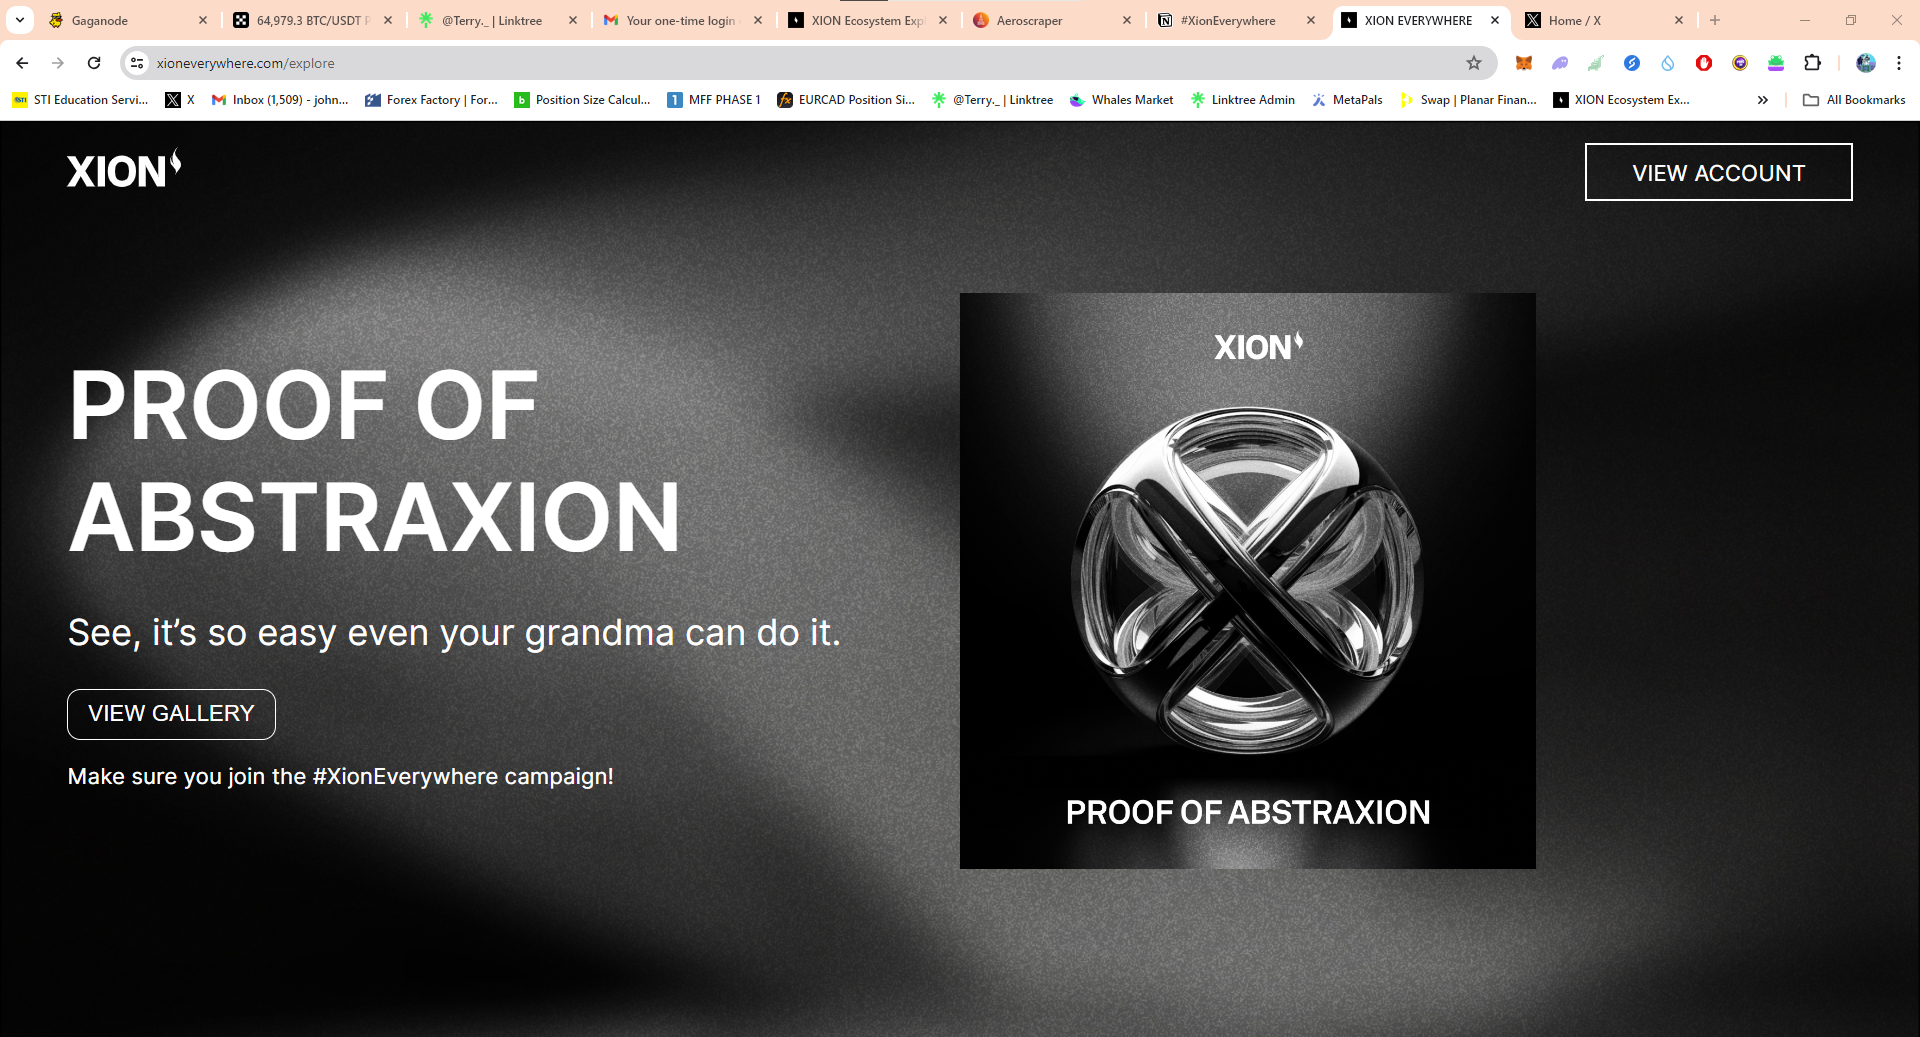 Gaganode
64,979.3 BTC/USDT P
@Terry._ | Linktree
Your one-time login
XION Ecosystem Exp
Aeroscraper
#XionEverywhere
XION EVERYWHERE
Home / X
xioneverywhere.com/explore
STI Education Servi...
X
Inbox (1,509) - john...
Forex Factory | For...
Position Size Calcul...
MFF PHASE 1
EURCAD Position Si...
@Terry._ | Linktree
Whales Market
Linktree Admin
MetaPals
Swap | Planar Finan...
XION Ecosystem Ex...
All Bookmarks
XION
VIEW ACCOUNT
PROOF OF
ABSTRAXION
See, it’s so easy even your grandma can do it.
VIEW GALLERY
Make sure you join the #XionEverywhere campaign!
XION
PROOF OF ABSTRAXION